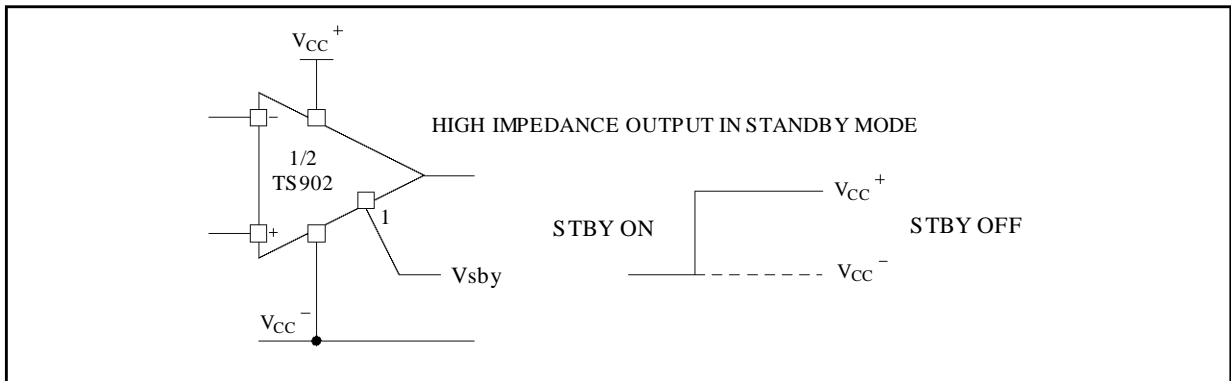 VCC+
−
HIGH IMPEDANCE OUTPUT IN STANDBY MODE
1/2
TS902
1
+
Vsby
VCC−
STBY ON
VCC+
STBY OFF
VCC−